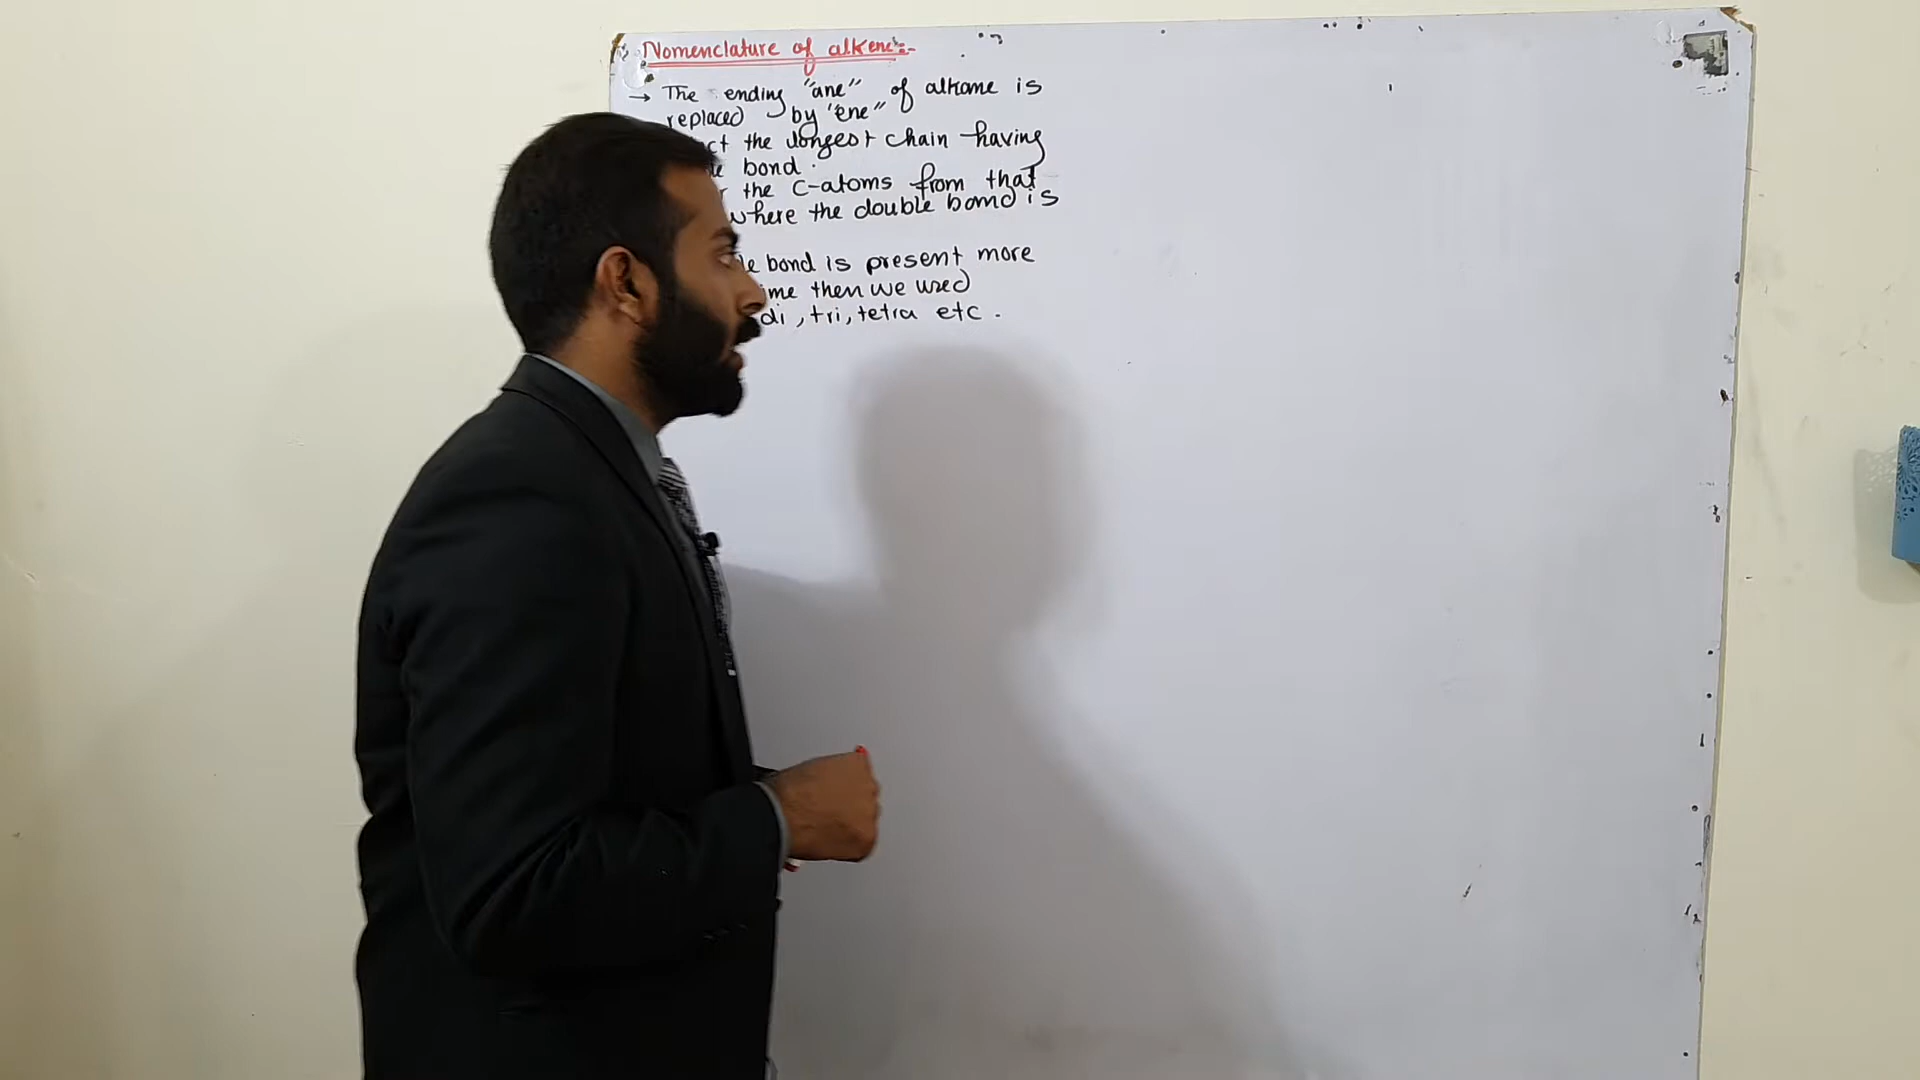 Nomenclature of alkene:-
→ The ending "ane" of alkane is
replaced by "ene"
the longest chain having
bond.
the C-atoms from that
where the double bond is
bond is present more
then we used
di, tri, tetra etc.